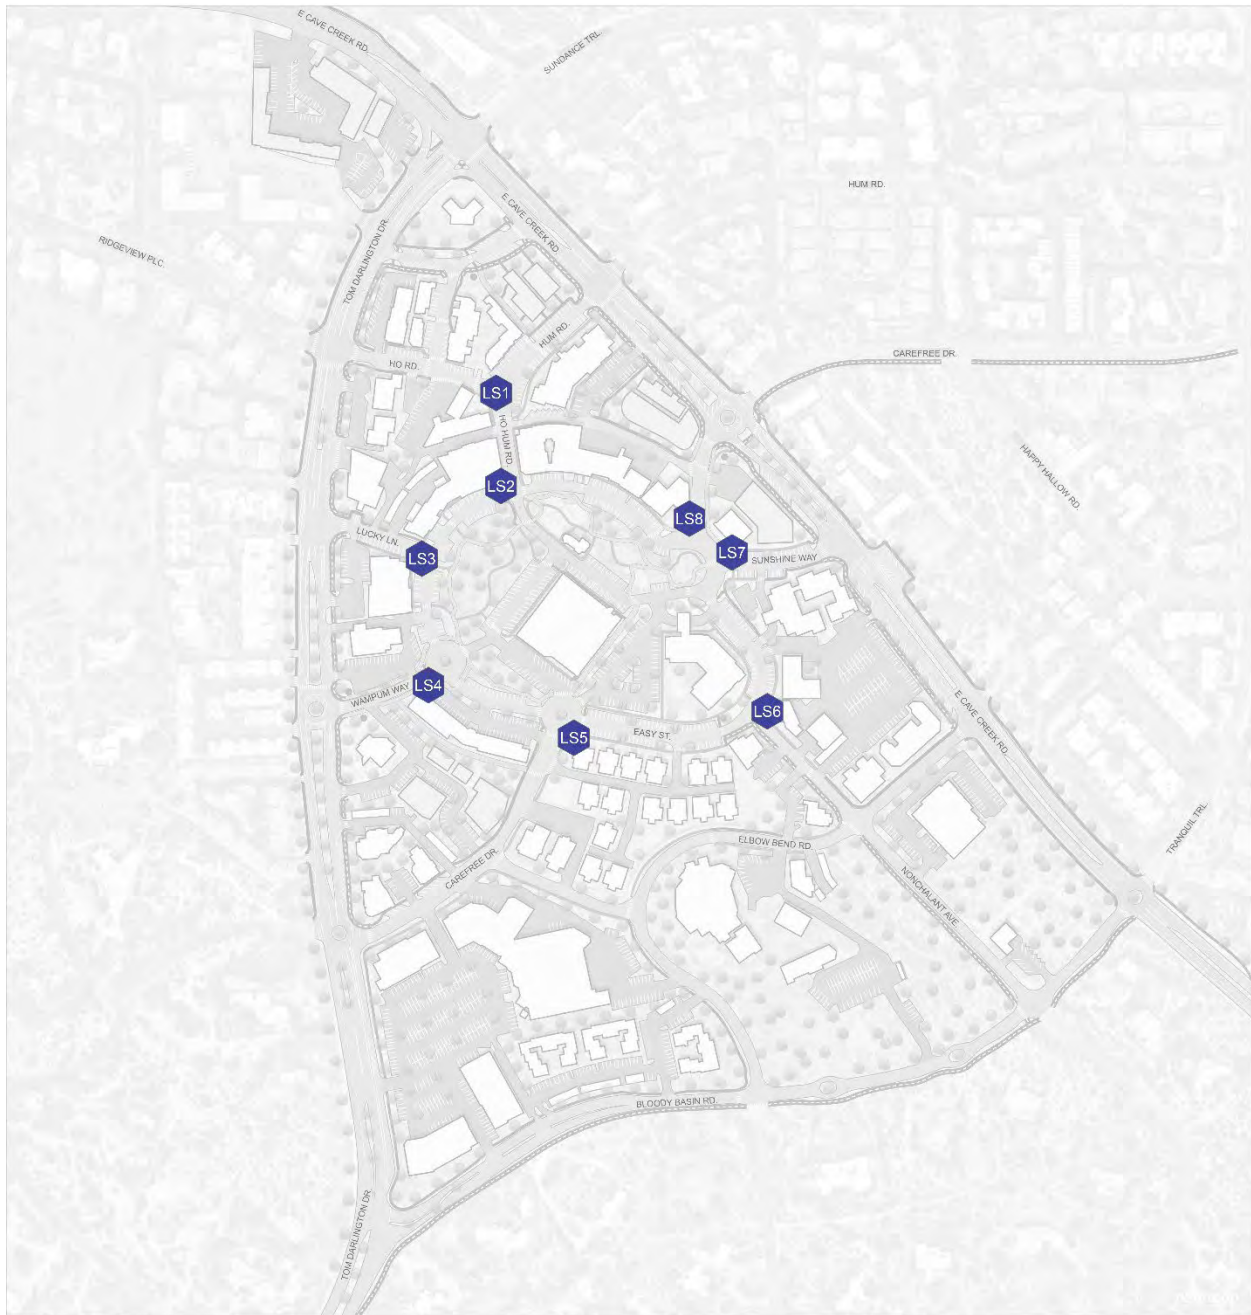 E CAVE CREEK RD.
SUNDANCE TRL.
HUM RD.
E CAVE CREEK RD.
RIDGEVIEW PLC.
TOM DARLINGTON DR.
HUM RD.
CAREFREE DR.
HO RD.
LS1
HO HUM RD.
HAPPY HALLOW RD.
LS2
LS8
LUCKY LN.
LS3
LS7
SUNSHINE WAY
LS4
WAMPUM WAY
LS6
E CAVE CREEK RD.
LS5
EASY ST.
TRANQUIL TRL.
ELBOW BEND RD.
CAREFREE DR.
NONCHALANT AVE
BLOODY BASIN RD.
TOM DARLINGTON DR.